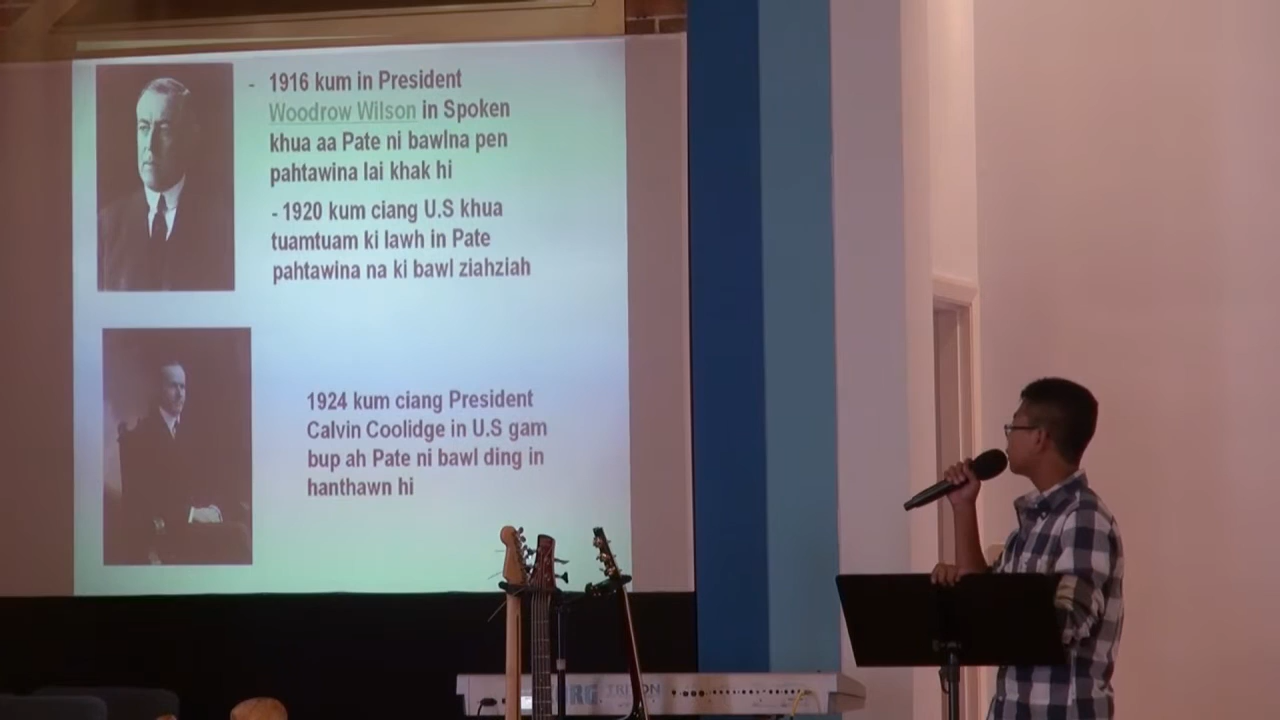 - 1916 kum in President
Woodrow Wilson in Spoken
khua aa Pate ni bawlna pen
pahtawina lai khak hi
- 1920 kum ciang U.S khua
tuamtuam ki lawh in Pate
pahtawina na ki bawl ziahziah
1924 kum ciang President
Calvin Coolidge in U.S gam
bup ah Pate ni bawl ding in
hanthawn hi